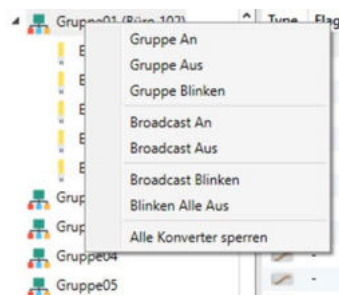 Gruppe01 (Büro 102)
Type Flag
Gruppe An
Gruppe Aus
Gruppe Blinken
Broadcast An
Broadcast Aus
Broadcast Blinken
Blinken Alle Aus
Alle Konverter sperren
Gruppe04
Gruppe05